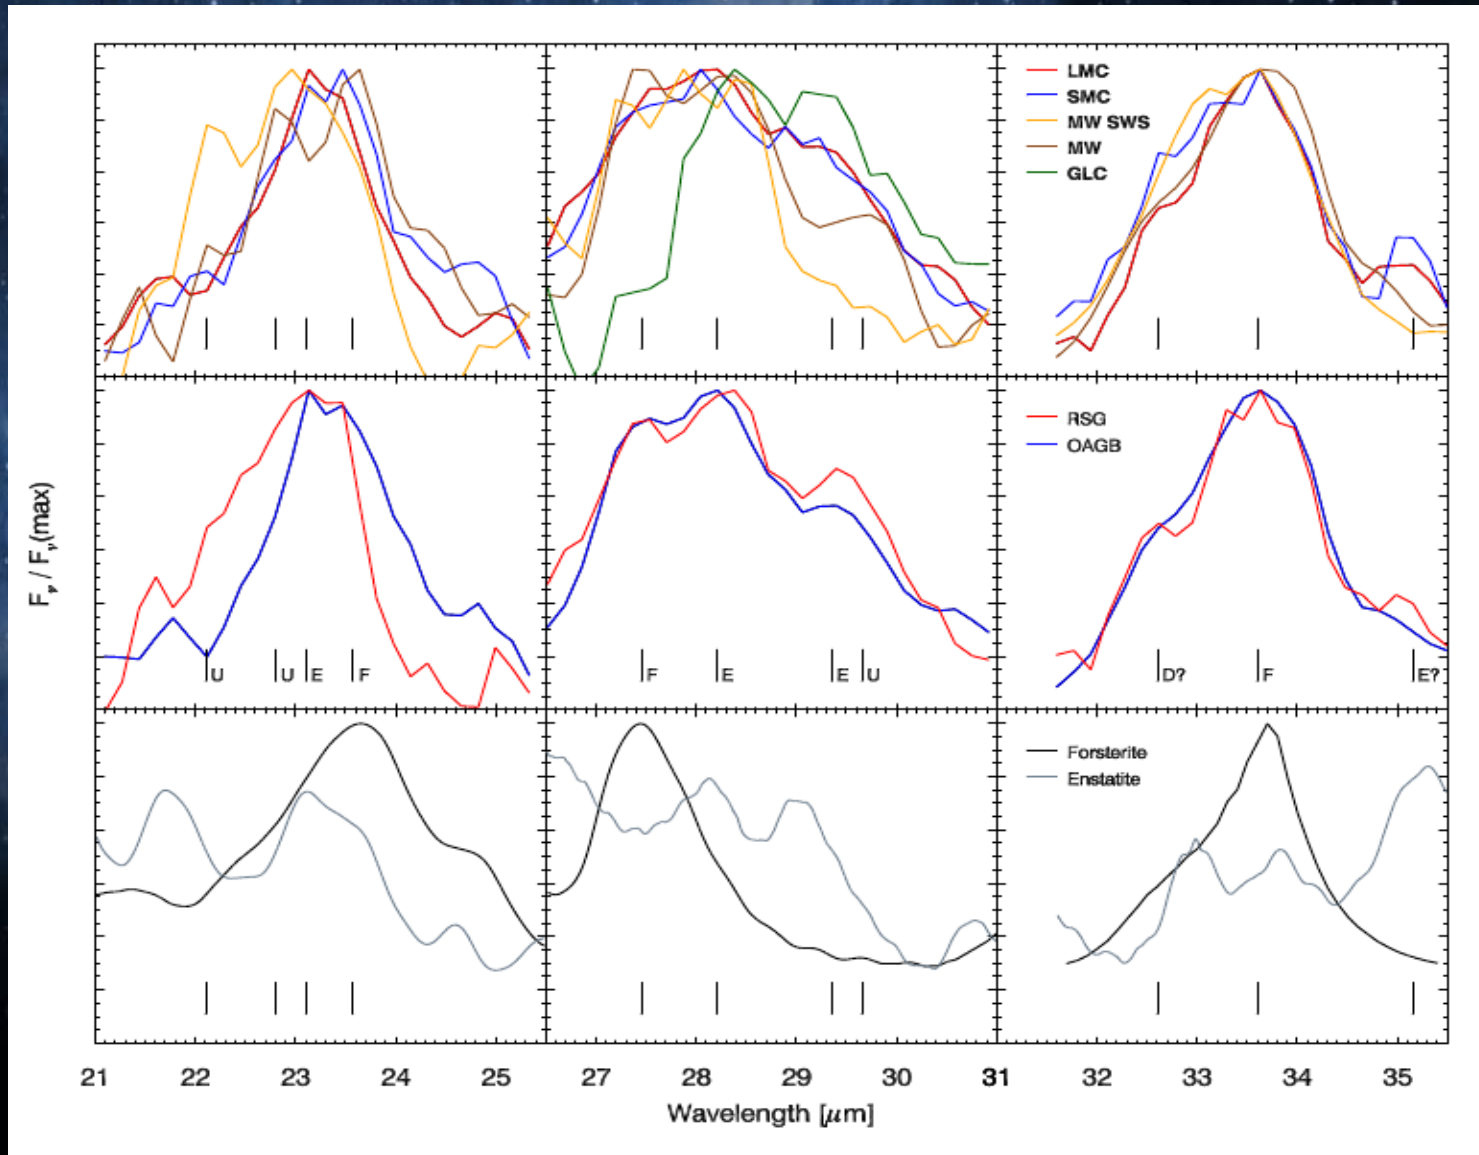 LMC
SMC
MW SWS
MW
GLC
RSG
OAGB
U U E F F E E U D? F E?
Forsterite
Enstatite
F𝜈 / F𝜈(max)
21 22 23 24 25 27 28 29 30 31 32 33 34 35
Wavelength [μm]